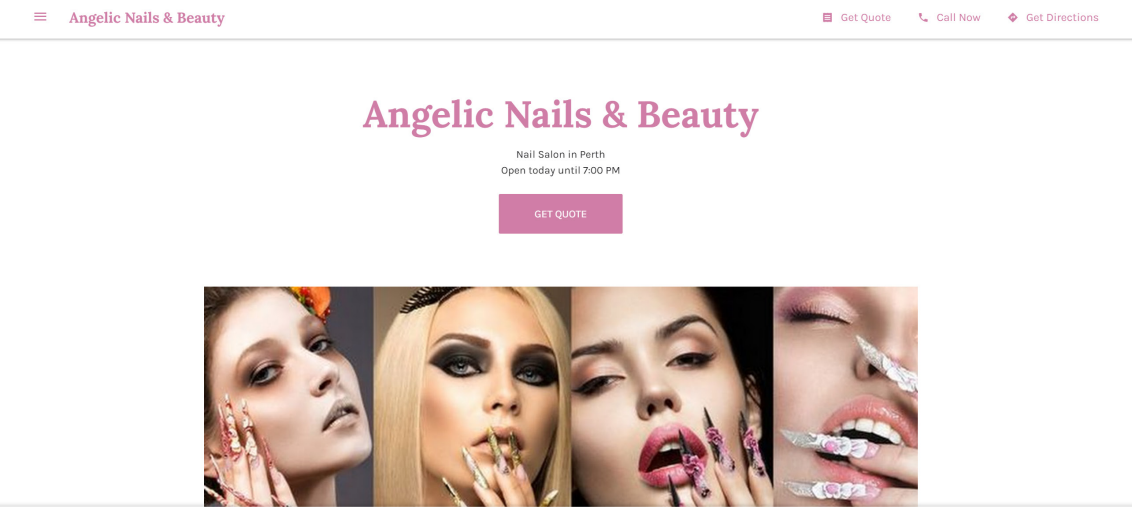 Angelic Nails & Beauty
Get Quote
Call Now
Get Directions
Angelic Nails & Beauty
Nail Salon in Perth
Open today until 7:00 PM
GET QUOTE